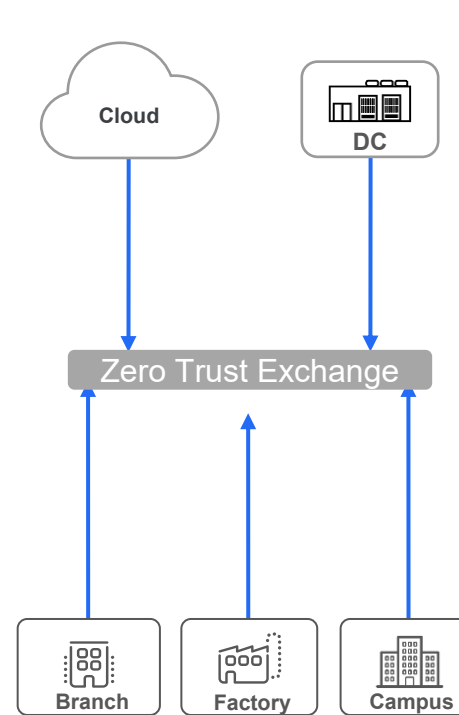 Cloud
DC
Zero Trust Exchange
Branch
Factory
Campus